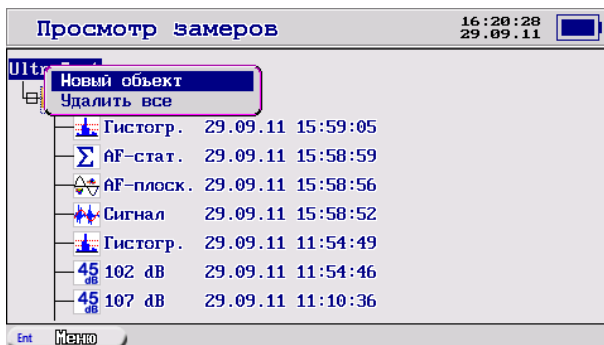 Просмотр замеров
16:20:28
29.09.11
Новый объект
Удалить все
Гистогр. 29.09.11 15:59:05
AF-стат. 29.09.11 15:58:59
AF-плоск. 29.09.11 15:58:56
Сигнал 29.09.11 15:58:52
Гистогр. 29.09.11 11:54:49
45 dB 102 dB 29.09.11 11:54:46
45 dB 107 dB 29.09.11 11:10:36
Ent Меню